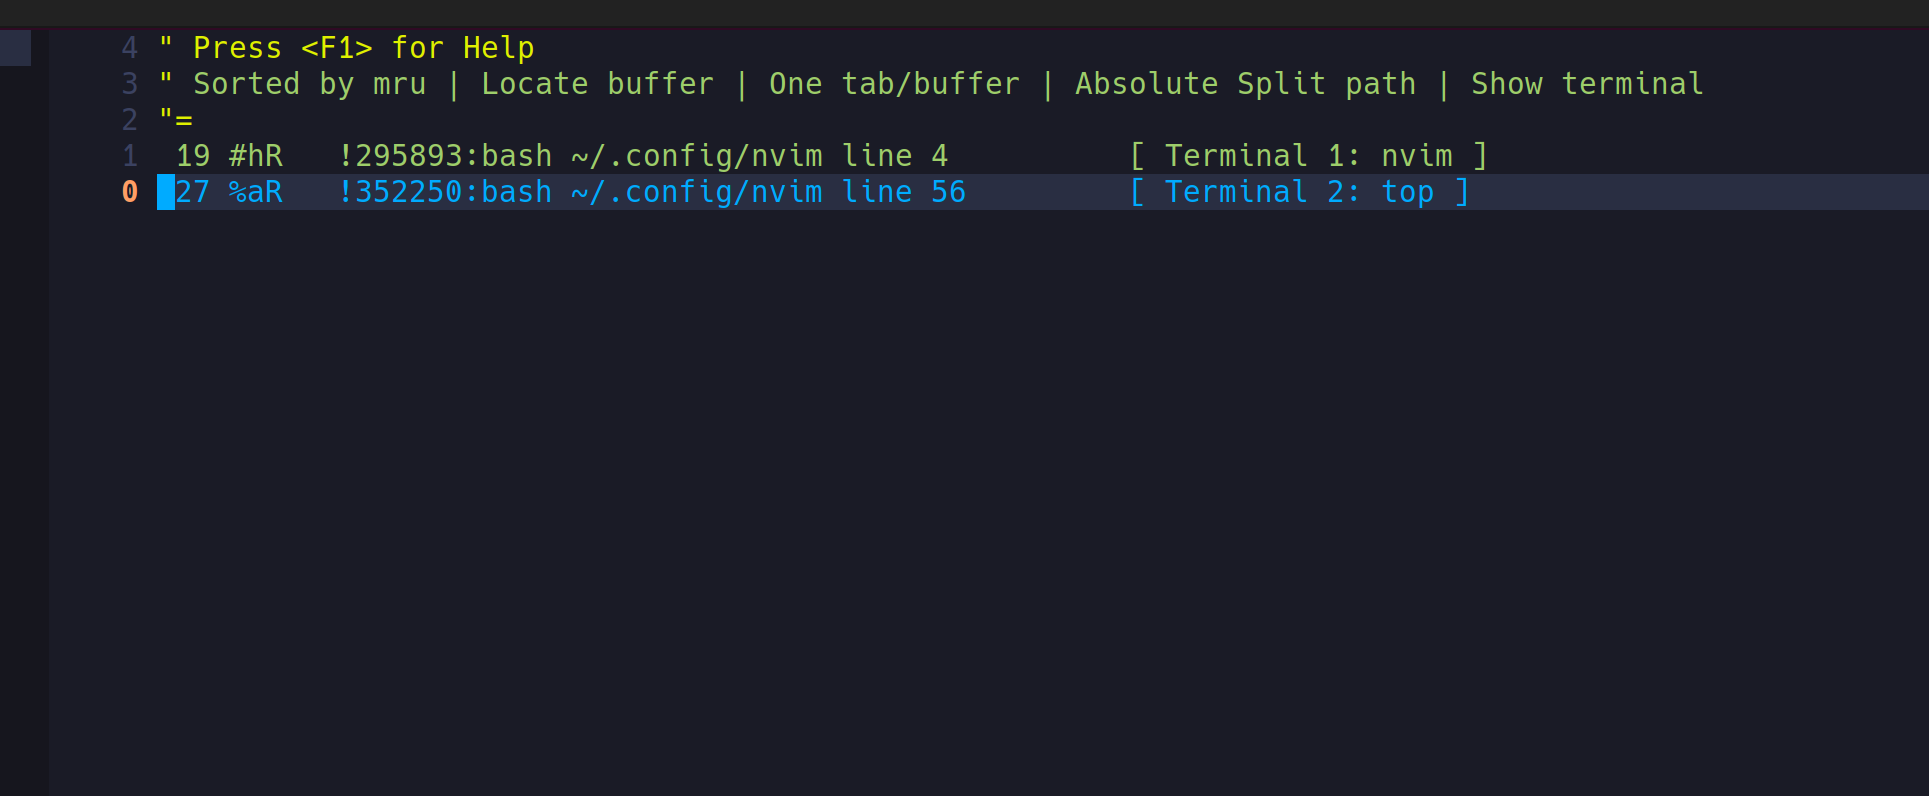 4 " Press <F1> for Help
3 " Sorted by mru | Locate buffer | One tab/buffer | Absolute Split path | Show terminal
2 "=
1  19 #hR   !295893:bash ~/.config/nvim line 4          [ Terminal 1: nvim ]
0  27 %aR   !352250:bash ~/.config/nvim line 56         [ Terminal 2: top ]